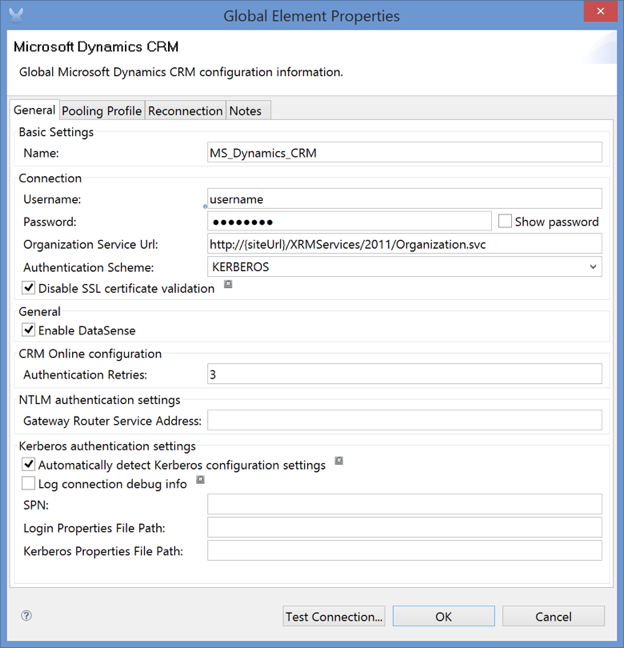 Global Element Properties
Microsoft Dynamics CRM
Global Microsoft Dynamics CRM configuration information.
General Pooling Profile Reconnection Notes
Basic Settings
Name: MS_Dynamics_CRM
Connection
Username: username
Password: ●●●●●●●● Show password
Organization Service Url: http://{siteUrl}/XRMServices/2011/Organization.svc
Authentication Scheme: KERBEROS
Disable SSL certificate validation
General
Enable DataSense
CRM Online configuration
Authentication Retries: 3
NTLM authentication settings
Gateway Router Service Address:
Kerberos authentication settings
Automatically detect Kerberos configuration settings
Log connection debug info
SPN:
Login Properties File Path:
Kerberos Properties File Path:
? Test Connection... OK Cancel